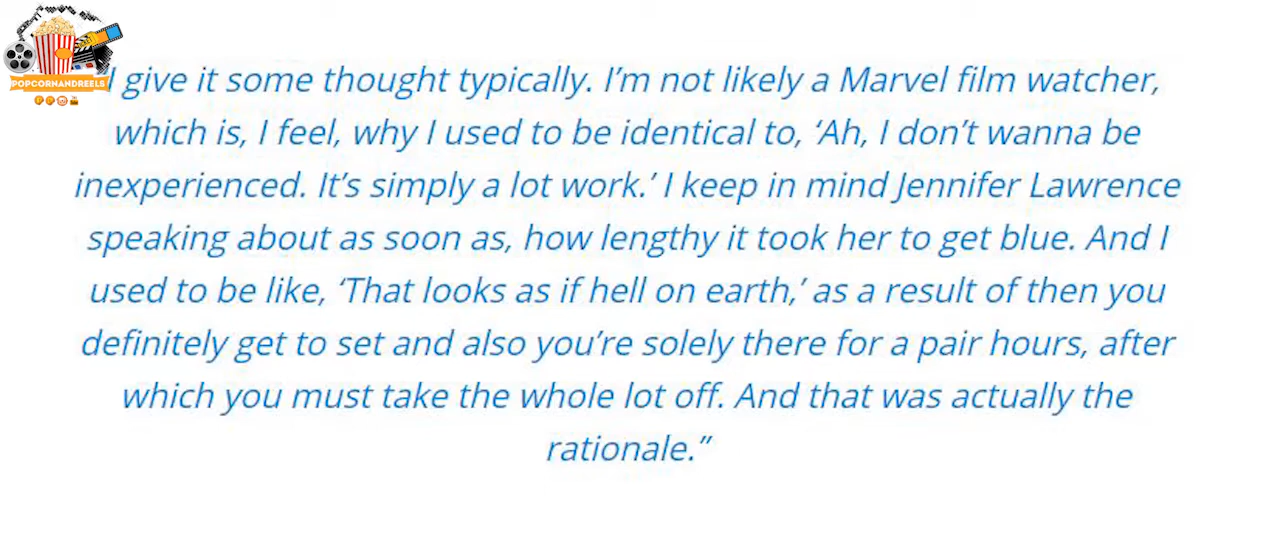 POPCORNANDREELS
I give it some thought typically. I’m not likely a Marvel film watcher,
which is, I feel, why I used to be identical to, ‘Ah, I don’t wanna be
inexperienced. It’s simply a lot work.’ I keep in mind Jennifer Lawrence
speaking about as soon as, how lengthy it took her to get blue. And I
used to be like, ‘That looks as if hell on earth,’ as a result of then you
definitely get to set and also you’re solely there for a pair hours, after
which you must take the whole lot off. And that was actually the
rationale.”